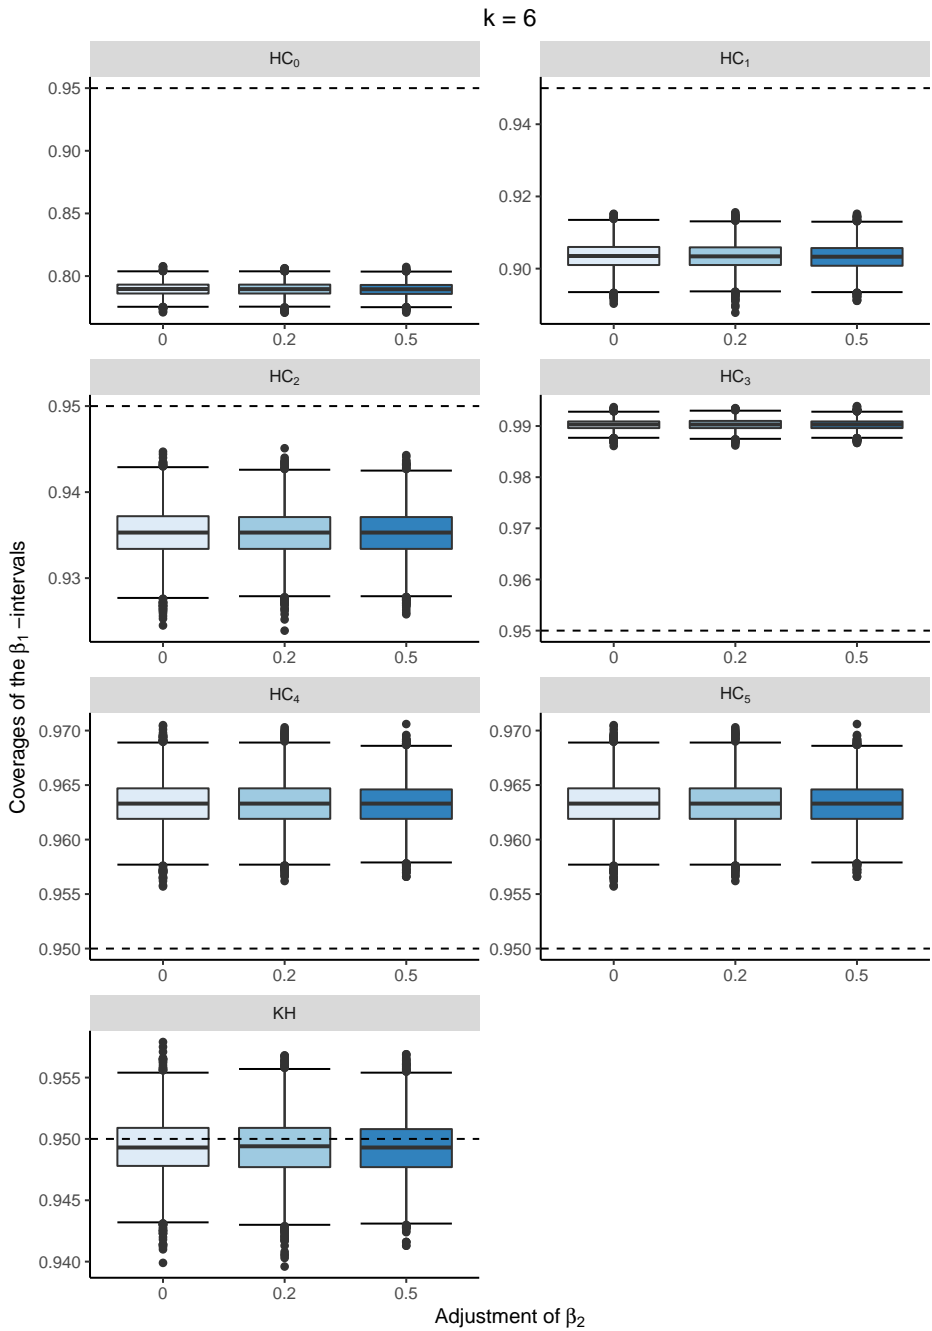 k = 6
HC₀
HC₁
0.95
0.90
0.85
0.80
0.94
0.92
0.90
0 0.2 0.5
0 0.2 0.5
HC₂
HC₃
0.95
0.94
0.93
0.99
0.98
0.97
0.96
0.95
0 0.2 0.5
0 0.2 0.5
HC₄
HC₅
0.970
0.965
0.960
0.955
0.950
0.970
0.965
0.960
0.955
0.950
0 0.2 0.5
0 0.2 0.5
KH
0.955
0.950
0.945
0.940
0 0.2 0.5
Coverages of the β₁ −intervals
Adjustment of β₂